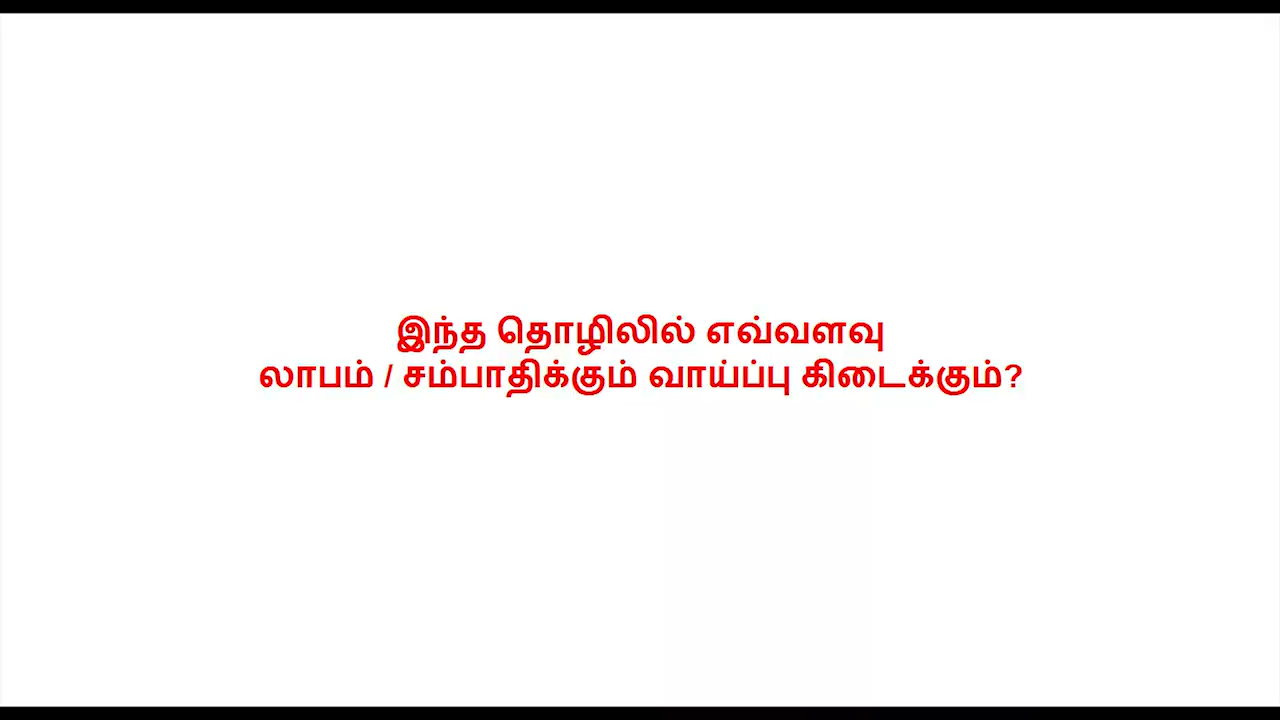 இந்த தொழிலில் எவ்வளவு
லாபம் / சம்பாதிக்கும் வாய்ப்பு கிடைக்கும்?